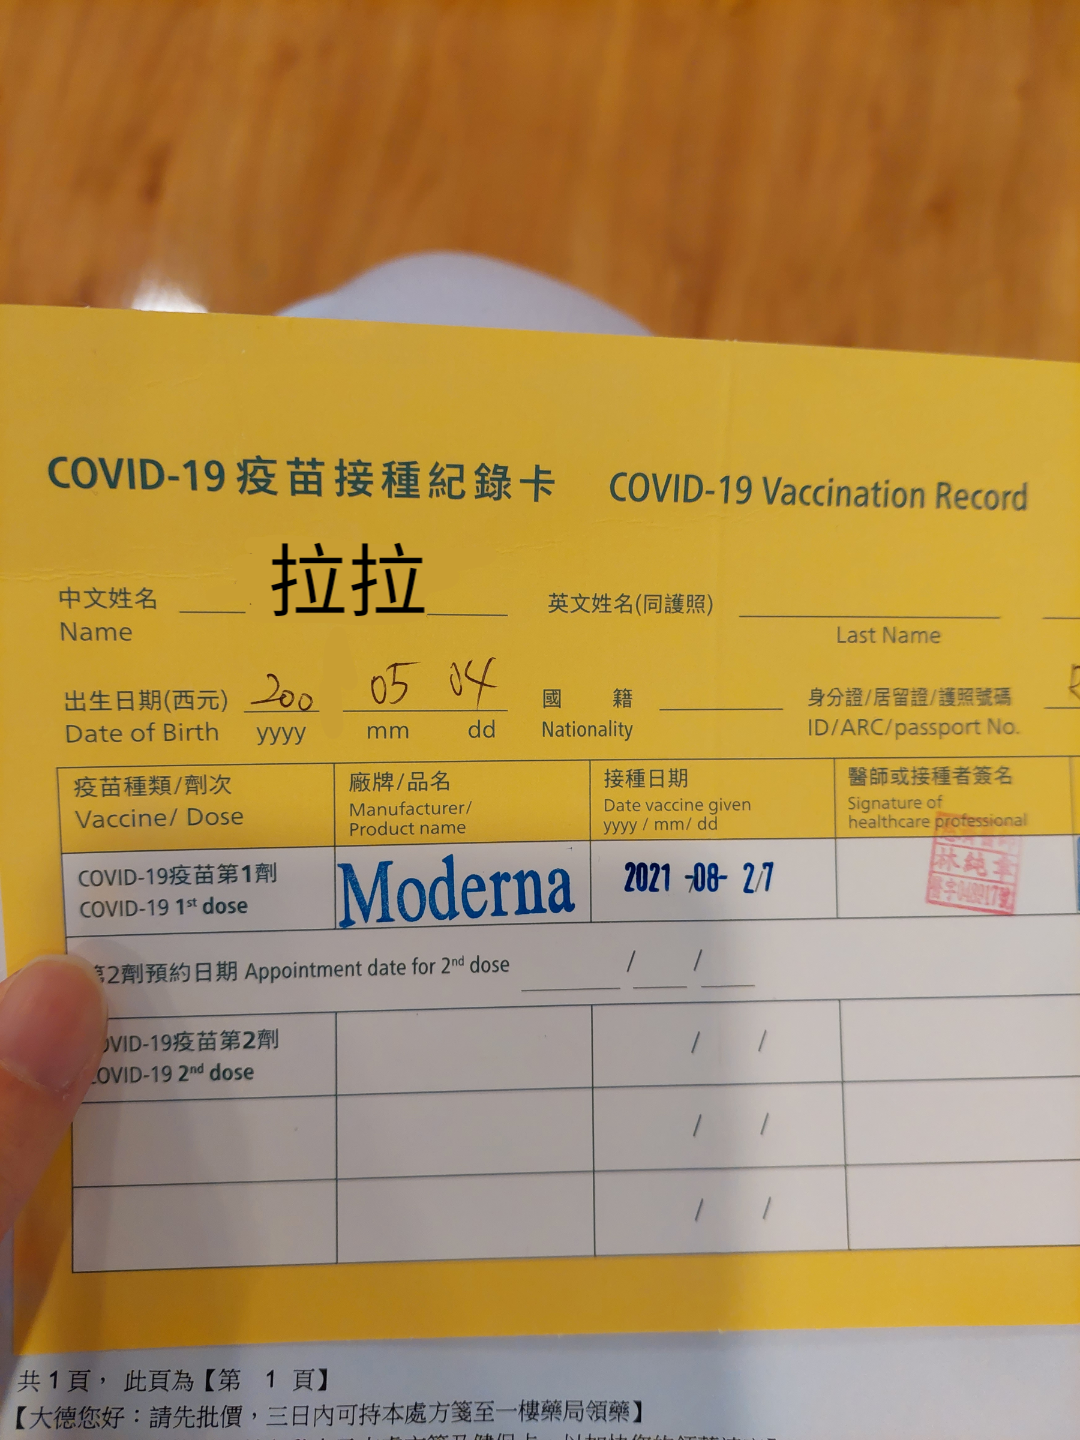 COVID-19 疫苗接種紀錄卡 COVID-19 Vaccination Record
中文姓名 拉拉 英文姓名(同護照)
Name Last Name
出生日期(西元) 200 05 04 國 籍 身分證/居留證/護照號碼
Date of Birth yyyy mm dd Nationality ID/ARC/passport No.
疫苗種類/劑次 廠牌/品名 接種日期 醫師或接種者簽名
Vaccine/ Dose Manufacturer/ Date vaccine given Signature of
Product name yyyy / mm/ dd healthcare professional
COVID-19疫苗第1劑 Moderna 2021 -08- 27
COVID-19 1st dose
林純幸
第2劑預約日期 Appointment date for 2nd dose / /
OVID-19疫苗第2劑 / /
COVID-19 2nd dose
/ /
/ /
共1頁, 此頁為【第 1 頁】
【大德您好:請先批價,三日內可持本處方箋至一樓藥局領藥】